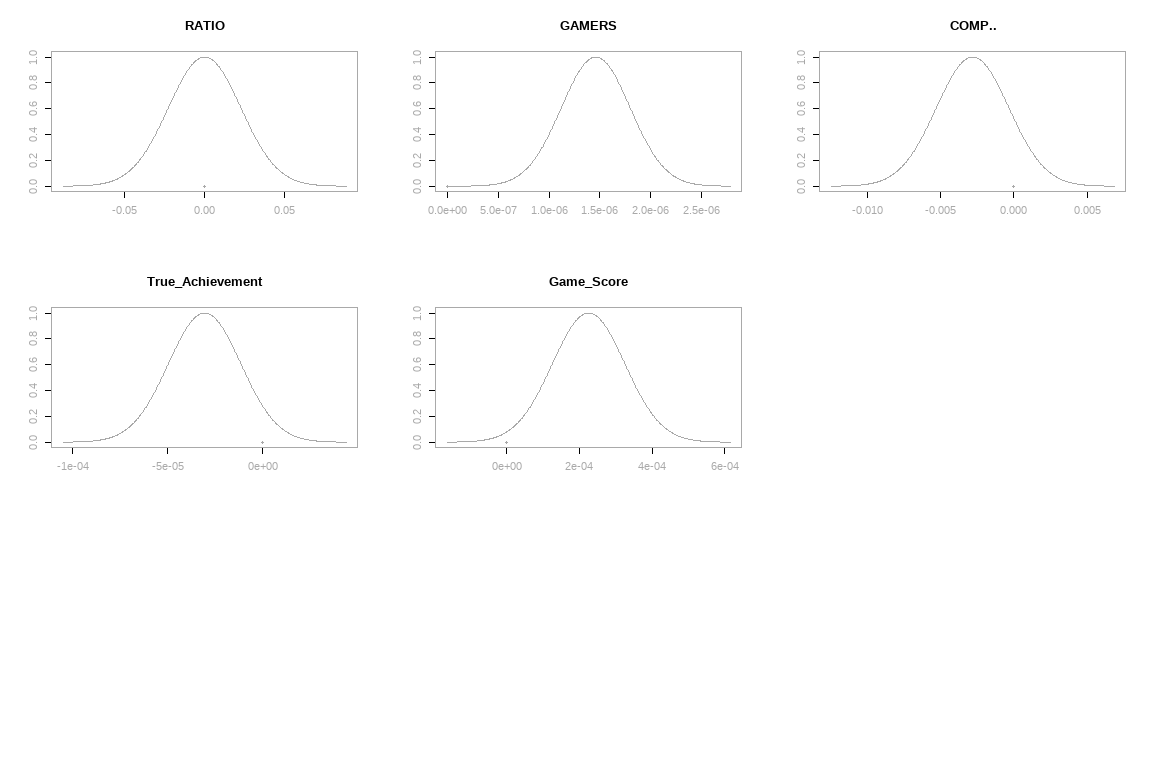 RATIO
0.0 0.2 0.4 0.6 0.8 1.0
-0.05 0.00 0.05
GAMERS
0.0 0.2 0.4 0.6 0.8 1.0
0.0e+00 5.0e-07 1.0e-06 1.5e-06 2.0e-06 2.5e-06
COMP..
0.0 0.2 0.4 0.6 0.8 1.0
-0.010 -0.005 0.000 0.005
True_Achievement
0.0 0.2 0.4 0.6 0.8 1.0
-1e-04 -5e-05 0e+00
Game_Score
0.0 0.2 0.4 0.6 0.8 1.0
0e+00 2e-04 4e-04 6e-04